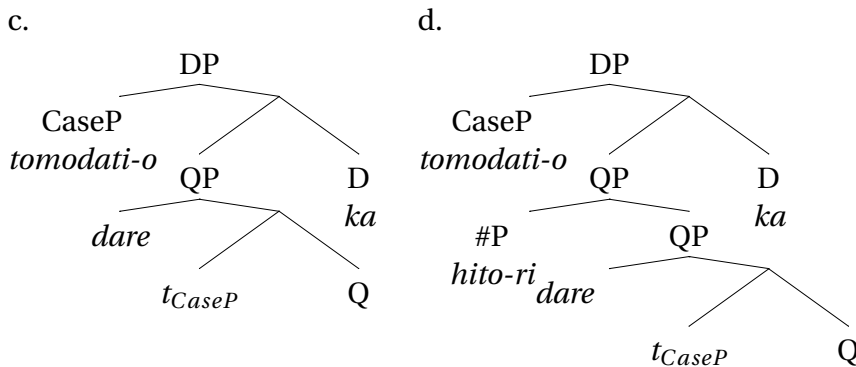 c. d.
DP DP
CaseP CaseP
tomodati-o tomodati-o
QP D QP D
dare ka #P QP ka
hito-ri dare
t_CaseP Q
t_CaseP Q